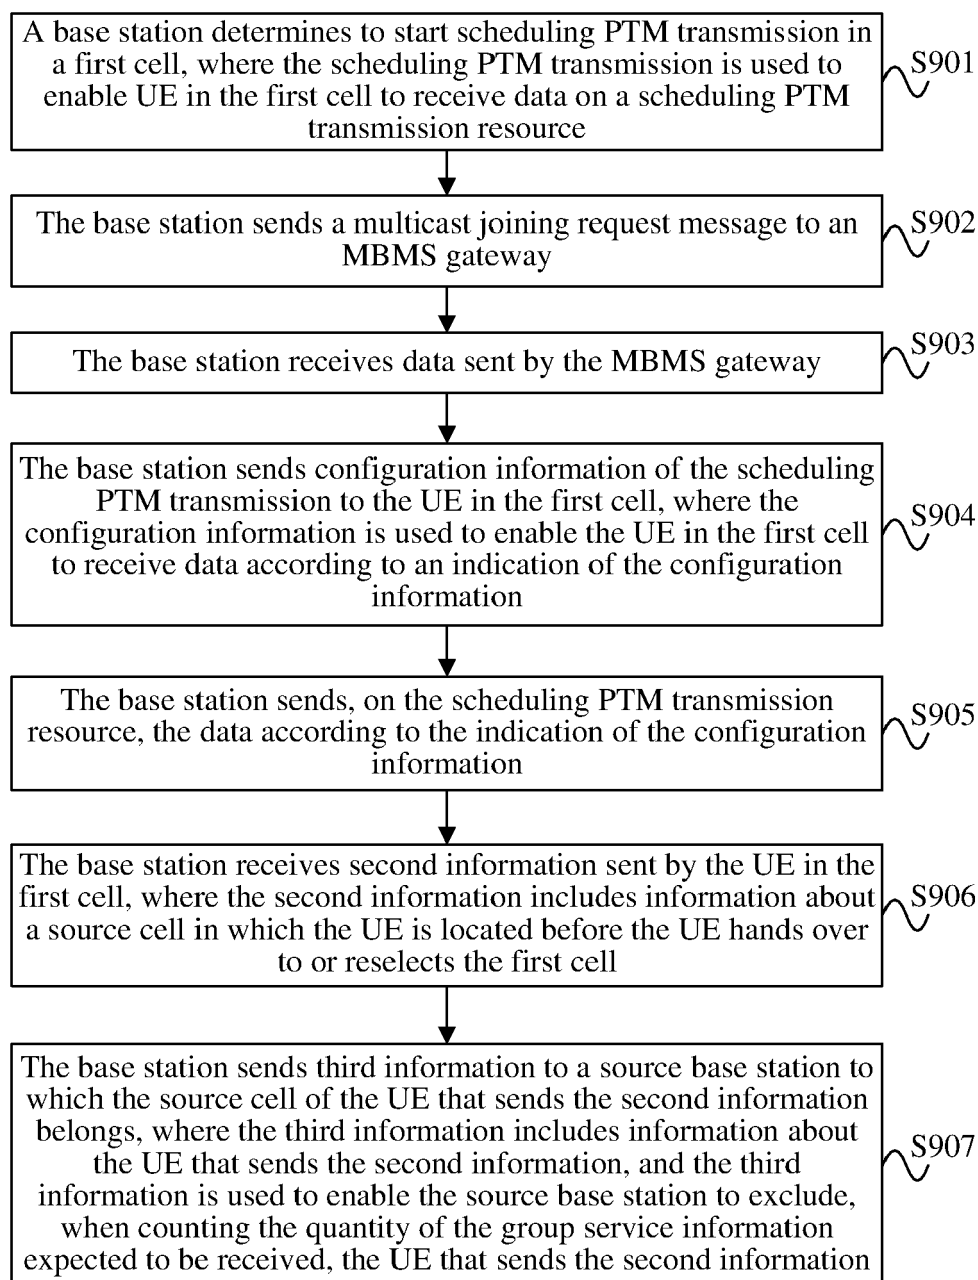 A base station determines to start scheduling PTM transmission in
a first cell, where the scheduling PTM transmission is used to
enable UE in the first cell to receive data on a scheduling PTM
transmission resource
S901
The base station sends a multicast joining request message to an
MBMS gateway
S902
The base station receives data sent by the MBMS gateway
S903
The base station sends configuration information of the scheduling
PTM transmission to the UE in the first cell, where the
configuration information is used to enable the UE in the first cell
to receive data according to an indication of the configuration
information
S904
The base station sends, on the scheduling PTM transmission
resource, the data according to the indication of the configuration
information
S905
The base station receives second information sent by the UE in the
first cell, where the second information includes information about
a source cell in which the UE is located before the UE hands over
to or reselects the first cell
S906
The base station sends third information to a source base station to
which the source cell of the UE that sends the second information
belongs, where the third information includes information about
the UE that sends the second information, and the third
information is used to enable the source base station to exclude,
when counting the quantity of the group service information
expected to be received, the UE that sends the second information
S907